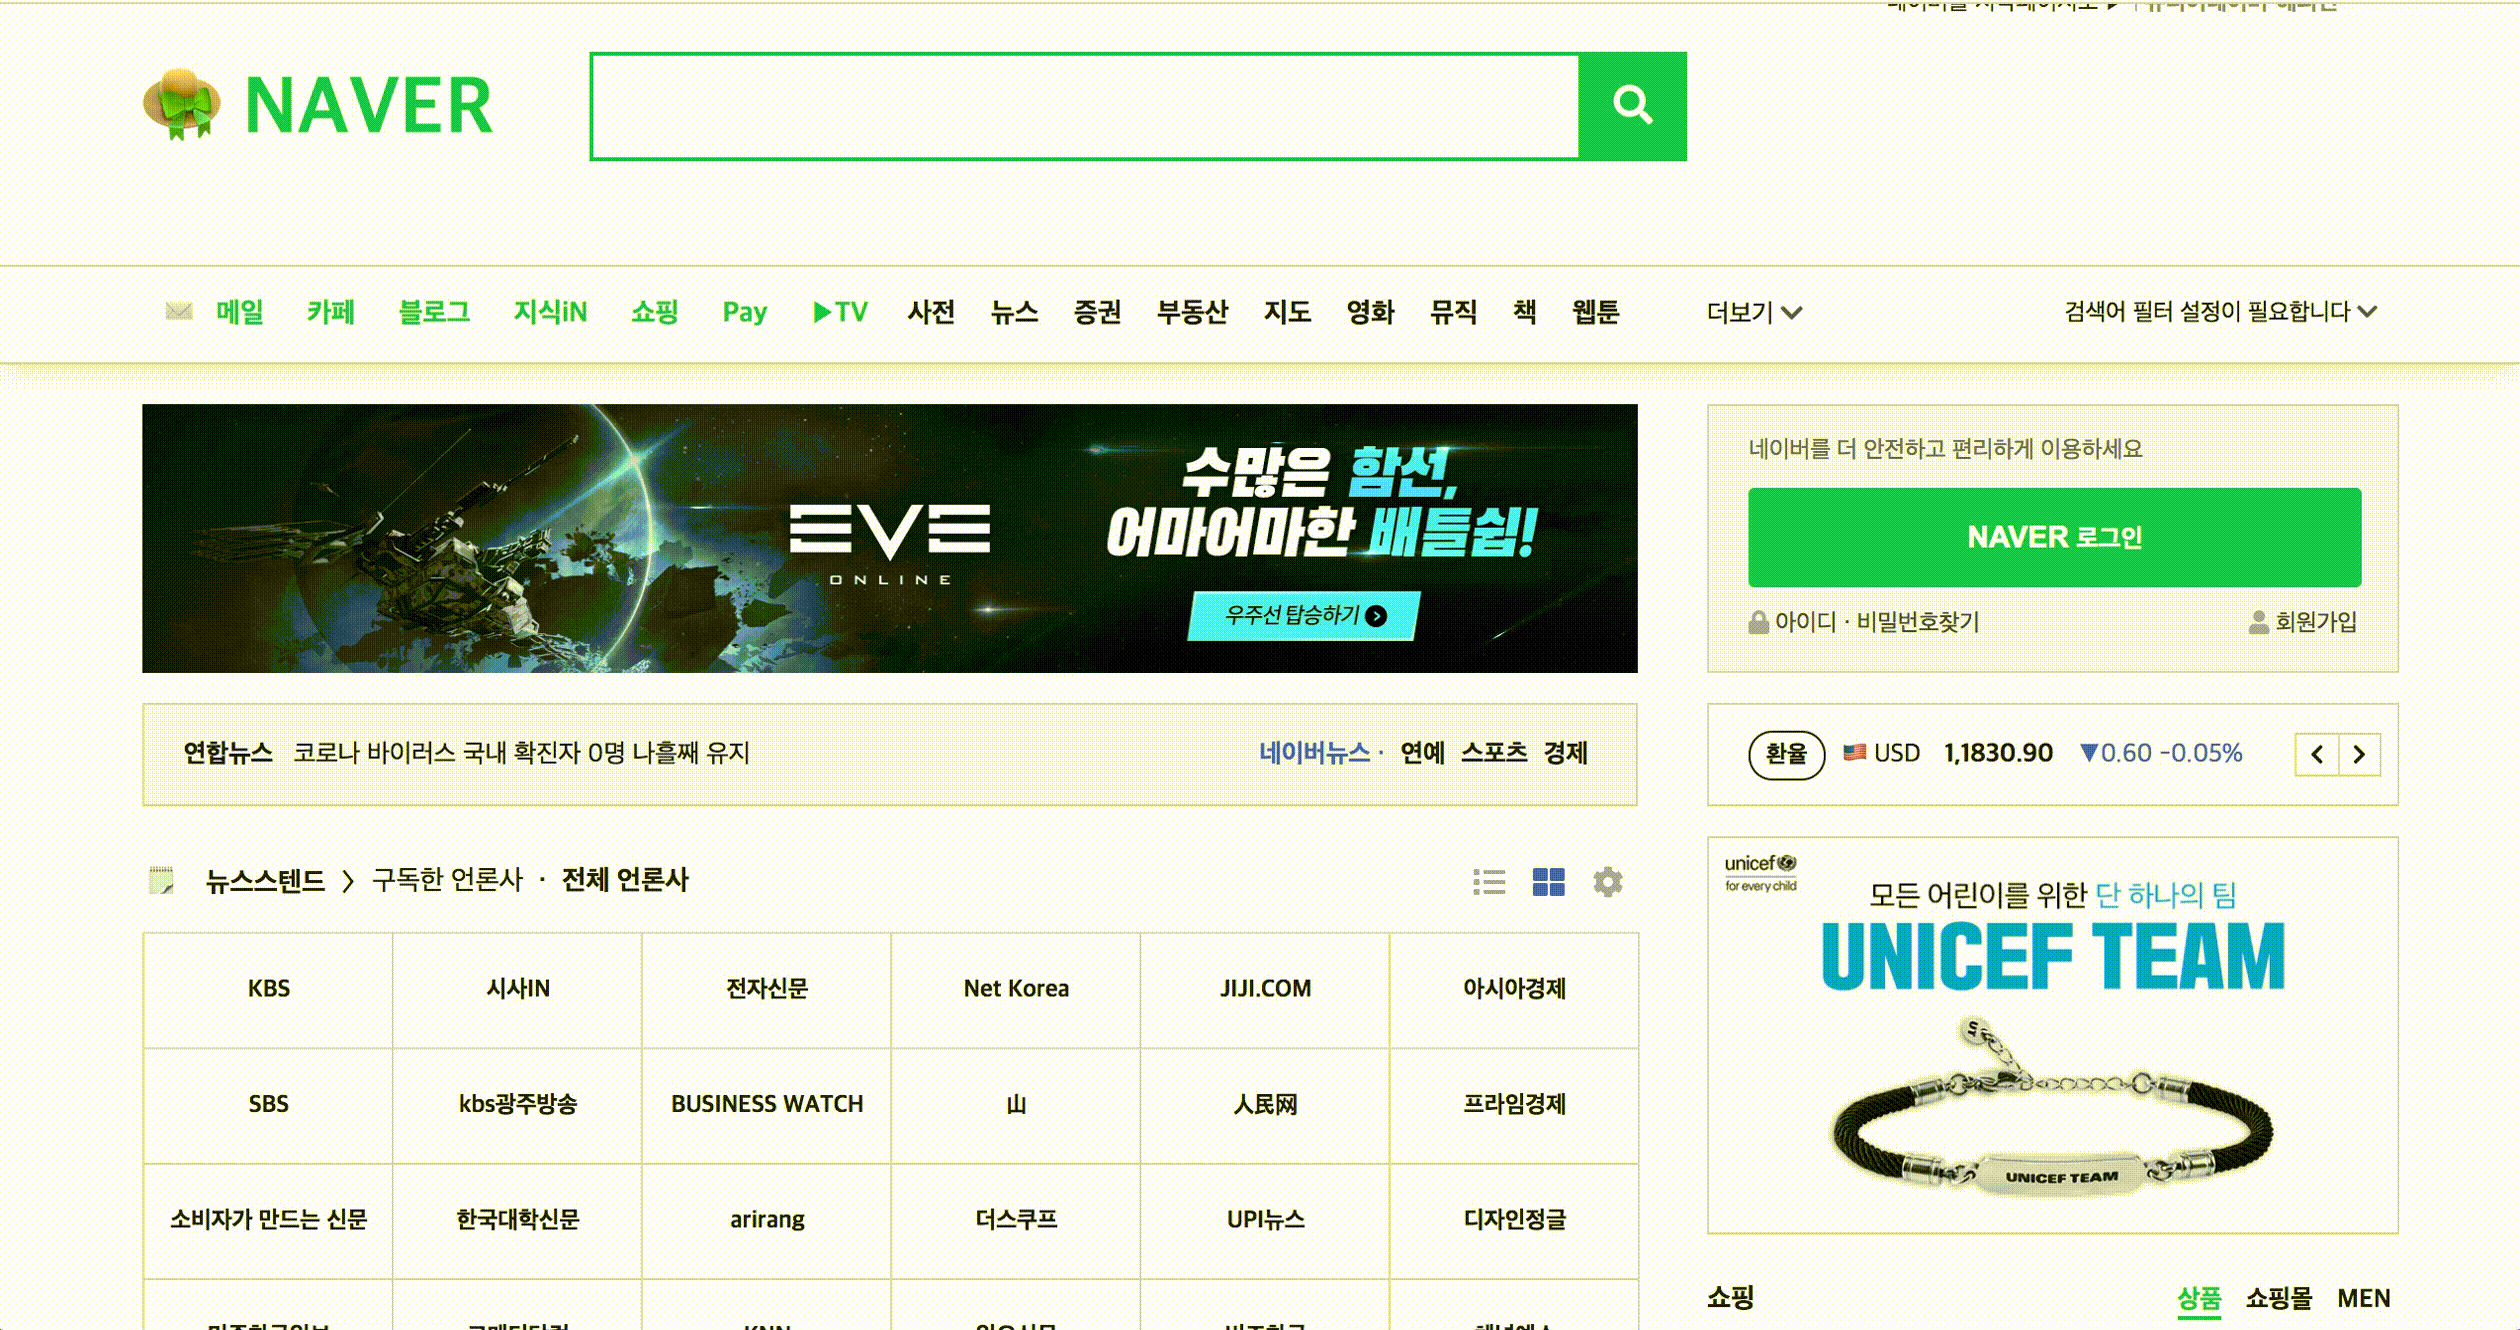 NAVER
메일 카페 블로그 지식iN 쇼핑 Pay ▶TV 사전 뉴스 증권 부동산 지도 영화 뮤직 책 웹툰 더보기 검색어 필터 설정이 필요합니다
EVE
ONLINE
수많은 함선,
어마어마한 배틀쉽!
우주선 탑승하기
네이버를 더 안전하고 편리하게 이용하세요
NAVER 로그인
아이디 · 비밀번호찾기 회원가입
연합뉴스 코로나 바이러스 국내 확진자 0명 나흘째 유지 네이버뉴스 · 연예 스포츠 경제
환율 USD 1,1830.90 ▼0.60 -0.05%
뉴스스텐드 〉 구독한 언론사 · 전체 언론사
KBS 시사IN 전자신문 Net Korea JIJI.COM 아시아경제
SBS kbs광주방송 BUSINESS WATCH 山 人民网 프라임경제
소비자가 만드는 신문 한국대학신문 arirang 더스쿠프 UPI뉴스 디자인정글
unicef
for every child
모든 어린이를 위한 단 하나의 팀
UNICEF TEAM
UNICEF TEAM
쇼핑 상품 쇼핑몰 MEN